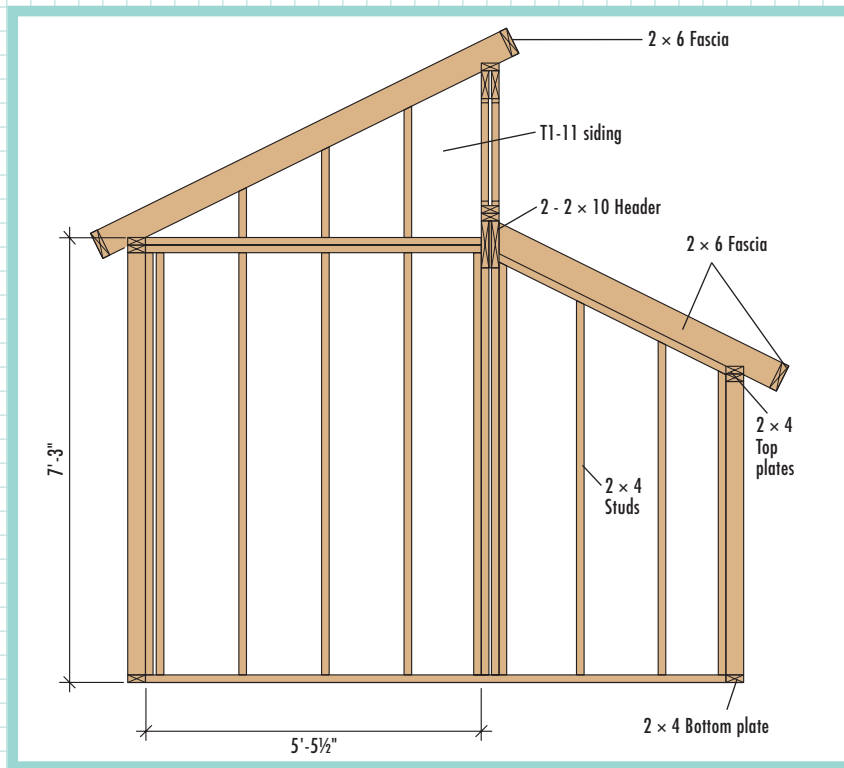 2 × 6 Fascia
T1-11 siding
2 - 2 × 10 Header
2 × 6 Fascia
7'-3"
2 × 4
Top
plates
2 × 4
Studs
2 × 4 Bottom plate
5'-5½"